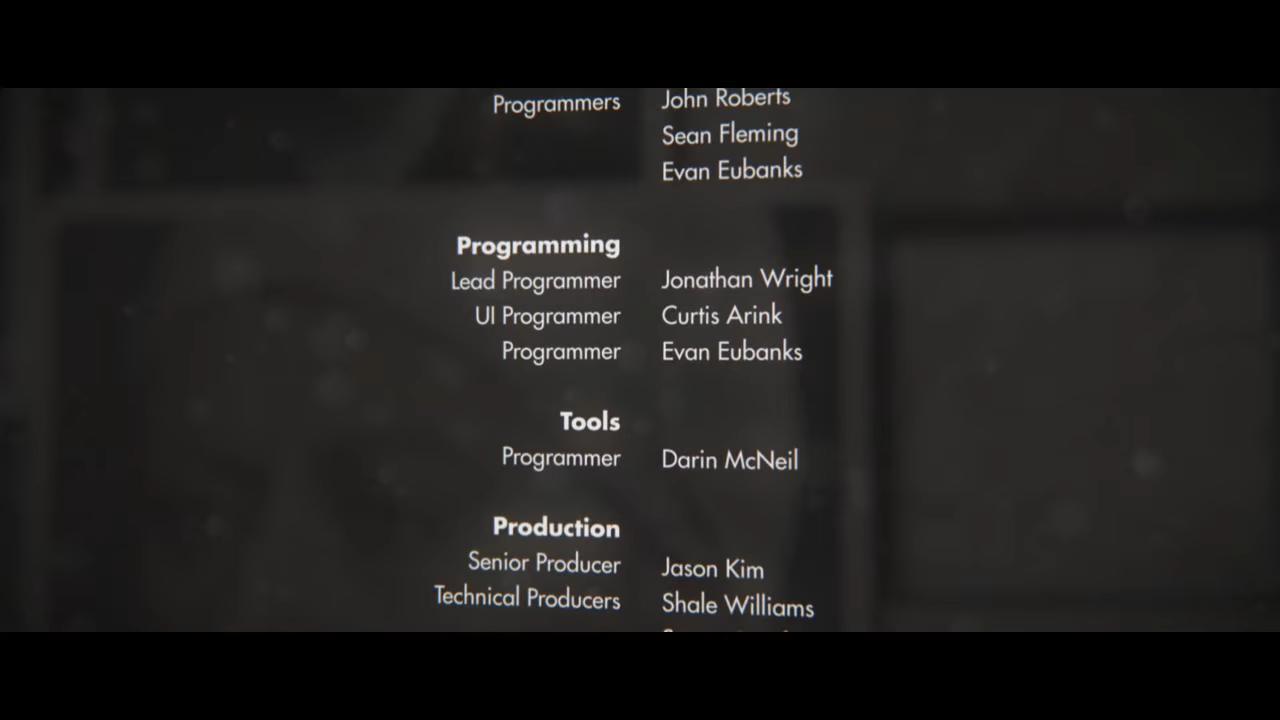 Programmers John Roberts
Sean Fleming
Evan Eubanks
Programming
Lead Programmer Jonathan Wright
UI Programmer Curtis Arink
Programmer Evan Eubanks
Tools
Programmer Darin McNeil
Production
Senior Producer Jason Kim
Technical Producers Shale Williams